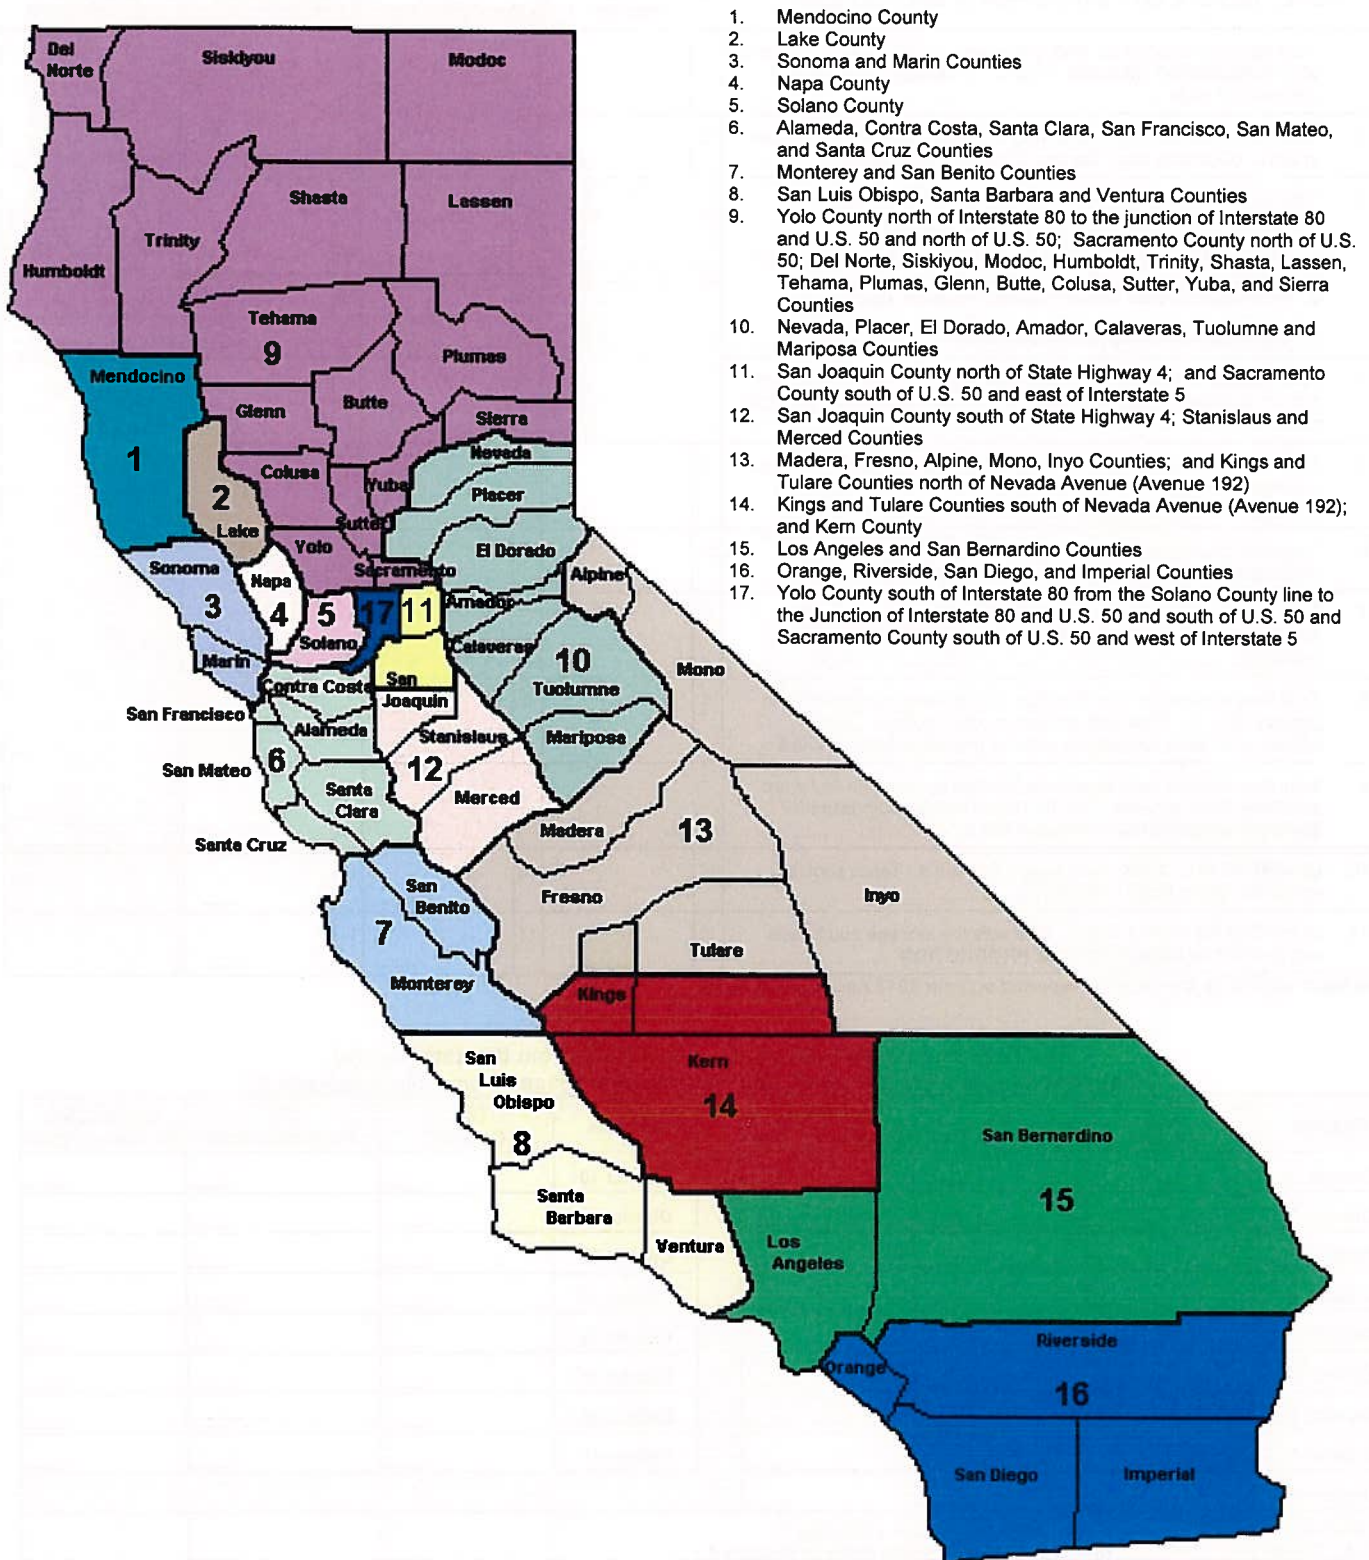 1. Mendocino County
2. Lake County
3. Sonoma and Marin Counties
4. Napa County
5. Solano County
6. Alameda, Contra Costa, Santa Clara, San Francisco, San Mateo,
and Santa Cruz Counties
7. Monterey and San Benito Counties
8. San Luis Obispo, Santa Barbara and Ventura Counties
9. Yolo County north of Interstate 80 to the junction of Interstate 80
and U.S. 50 and north of U.S. 50; Sacramento County north of U.S.
50; Del Norte, Siskiyou, Modoc, Humboldt, Trinity, Shasta, Lassen,
Tehama, Plumas, Glenn, Butte, Colusa, Sutter, Yuba, and Sierra
Counties
10. Nevada, Placer, El Dorado, Amador, Calaveras, Tuolumne and
Mariposa Counties
11. San Joaquin County north of State Highway 4; and Sacramento
County south of U.S. 50 and east of Interstate 5
12. San Joaquin County south of State Highway 4; Stanislaus and
Merced Counties
13. Madera, Fresno, Alpine, Mono, Inyo Counties; and Kings and
Tulare Counties north of Nevada Avenue (Avenue 192)
14. Kings and Tulare Counties south of Nevada Avenue (Avenue 192);
and Kern County
15. Los Angeles and San Bernardino Counties
16. Orange, Riverside, San Diego, and Imperial Counties
17. Yolo County south of Interstate 80 from the Solano County line to
the Junction of Interstate 80 and U.S. 50 and south of U.S. 50 and
Sacramento County south of U.S. 50 and west of Interstate 5
Del
Norte
Siskiyou
Modoc
Shasta
Lassen
Trinity
Humboldt
Tehama
9
Plumas
Mendocino
Butte
Glenn
Sierra
1
Nevada
Colusa
Yuba
2
Placer
Sutter
Lake
Yolo
El Dorado
Sonoma
Sacramento
Alpine
Napa
3
4
5
17
11
Amador
Solano
Calaveras
Marin
10
Mono
San
Joaquin
Contra Costa
Tuolumne
San Francisco
Alameda
Stanislaus
Mariposa
6
12
San Mateo
Santa
Clara
Merced
Madera
13
Santa Cruz
San
Benito
Fresno
Inyo
7
Tulare
Monterey
Kings
San
Luis
Obispo
Kern
14
8
San Bernerdino
15
Santa
Barbara
Ventura
Los
Angeles
Riverside
Orange
16
San Diego
Imperial